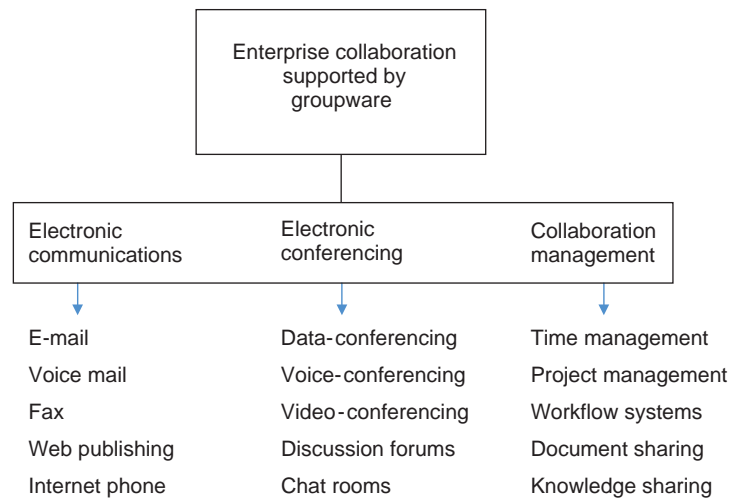 Enterprise collaboration
supported by
groupware
Electronic
communications
Electronic
conferencing
Collaboration
management
E-mail
Voice mail
Fax
Web publishing
Internet phone
Data-conferencing
Voice-conferencing
Video-conferencing
Discussion forums
Chat rooms
Time management
Project management
Workflow systems
Document sharing
Knowledge sharing